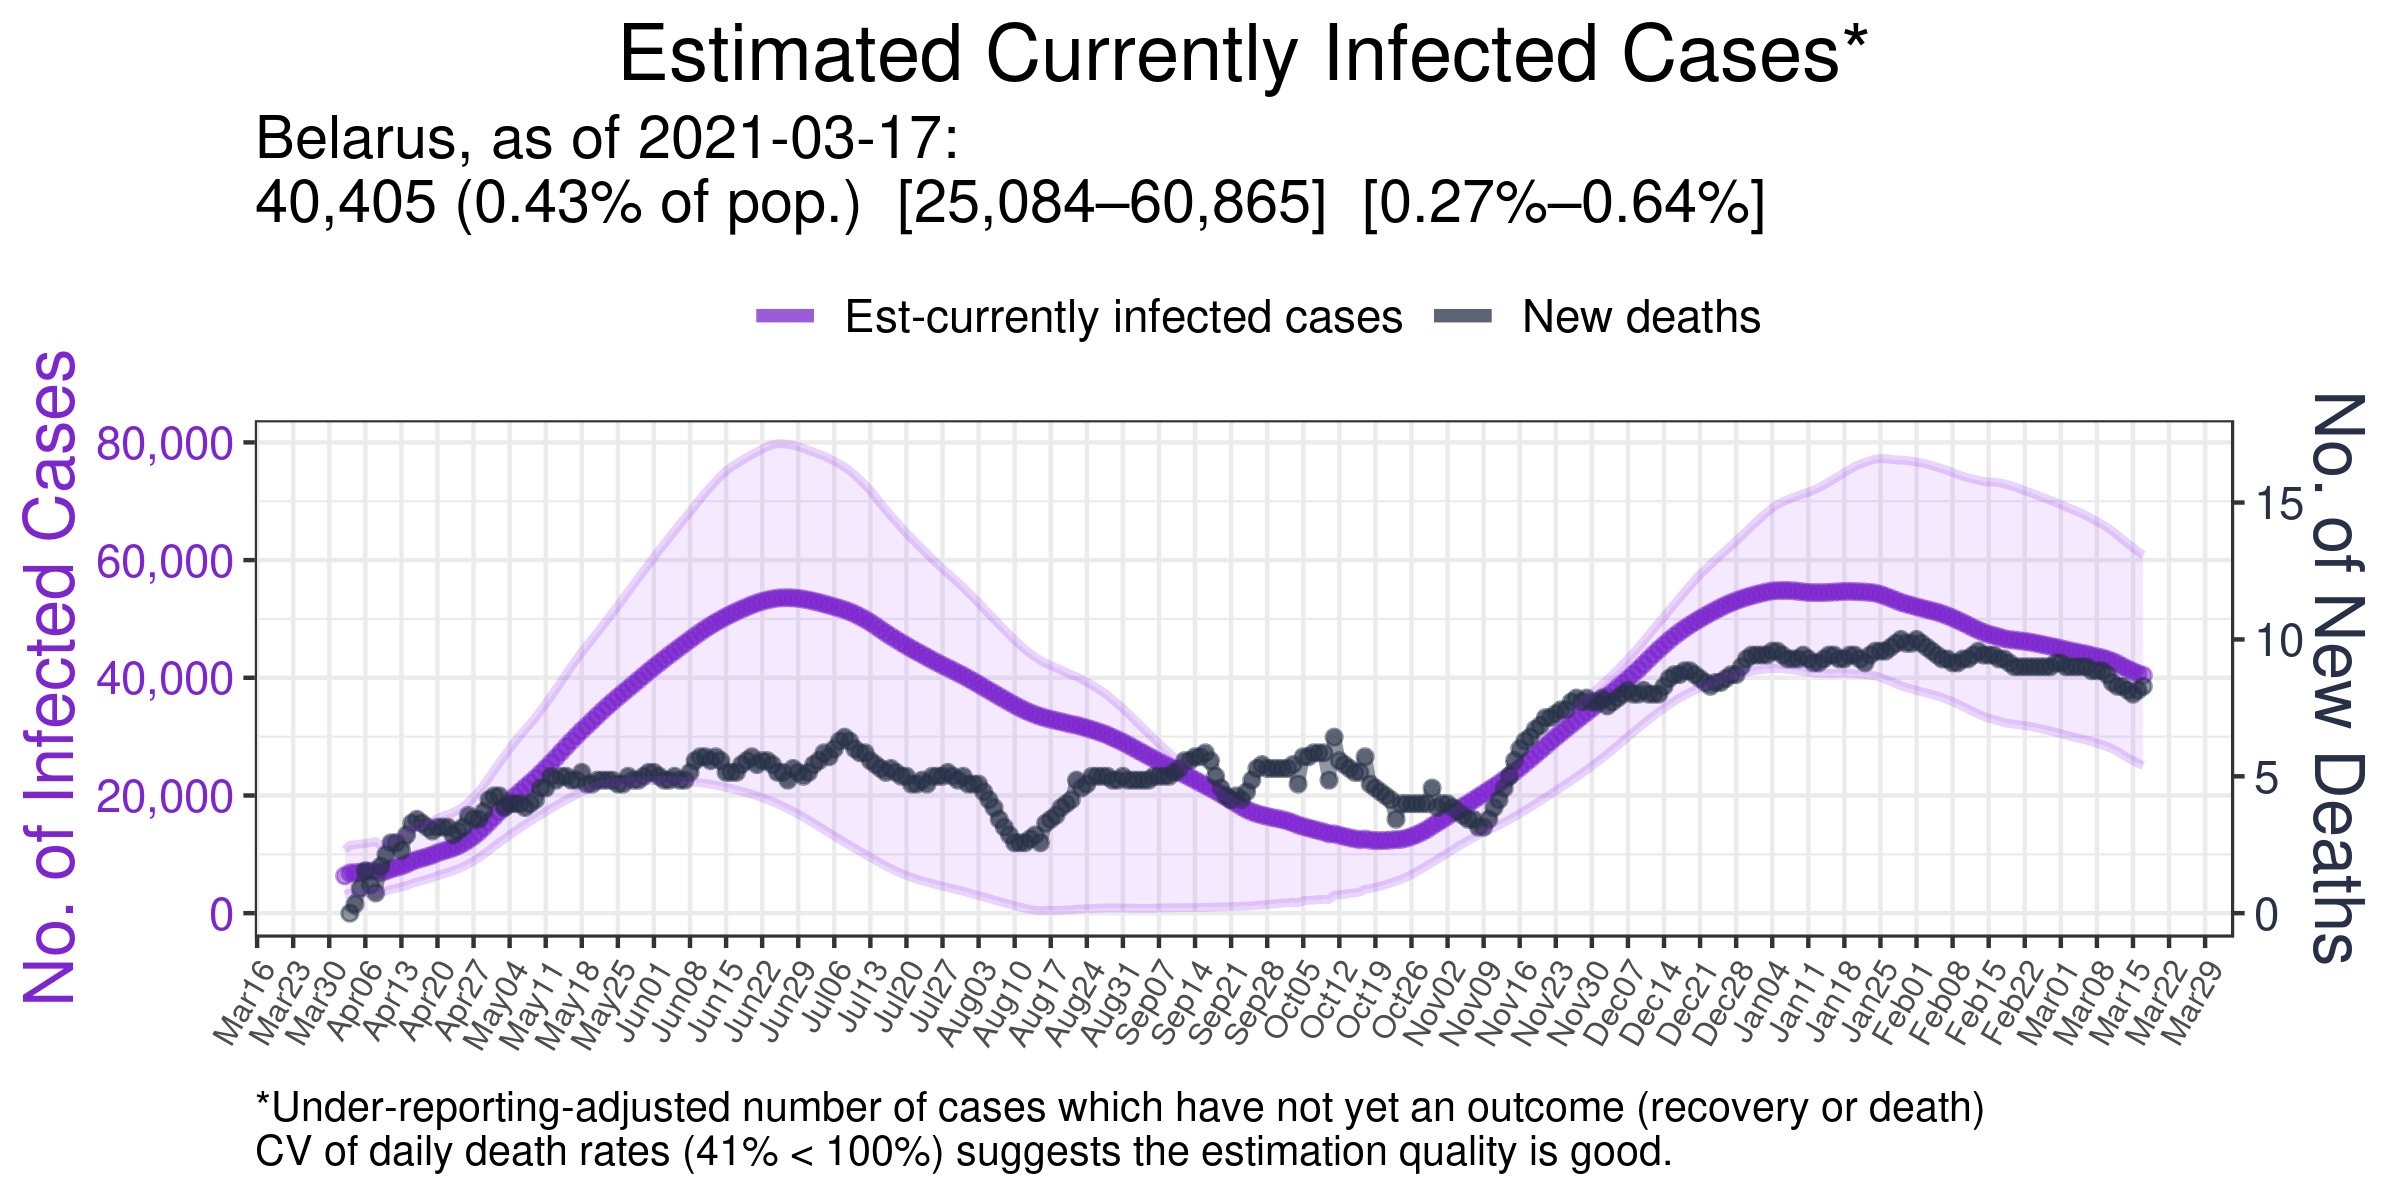 Estimated Currently Infected Cases*
Belarus, as of 2021-03-17:
40,405 (0.43% of pop.)  [25,084–60,865]  [0.27%–0.64%]
Est-currently infected cases
New deaths
No. of Infected Cases
80,000
60,000
40,000
20,000
0
15
10
5
0
No. of New Deaths
Mar16
Mar23
Mar30
Apr06
Apr13
Apr20
Apr27
May04
May11
May18
May25
Jun01
Jun08
Jun15
Jun22
Jun29
Jul06
Jul13
Jul20
Jul27
Aug03
Aug10
Aug17
Aug24
Aug31
Sep07
Sep14
Sep21
Sep28
Oct05
Oct12
Oct19
Oct26
Nov02
Nov09
Nov16
Nov23
Nov30
Dec07
Dec14
Dec21
Dec28
Jan04
Jan11
Jan18
Jan25
Feb01
Feb08
Feb15
Feb22
Mar01
Mar08
Mar15
Mar22
Mar29
*Under-reporting-adjusted number of cases which have not yet an outcome (recovery or death)
CV of daily death rates (41% < 100%) suggests the estimation quality is good.